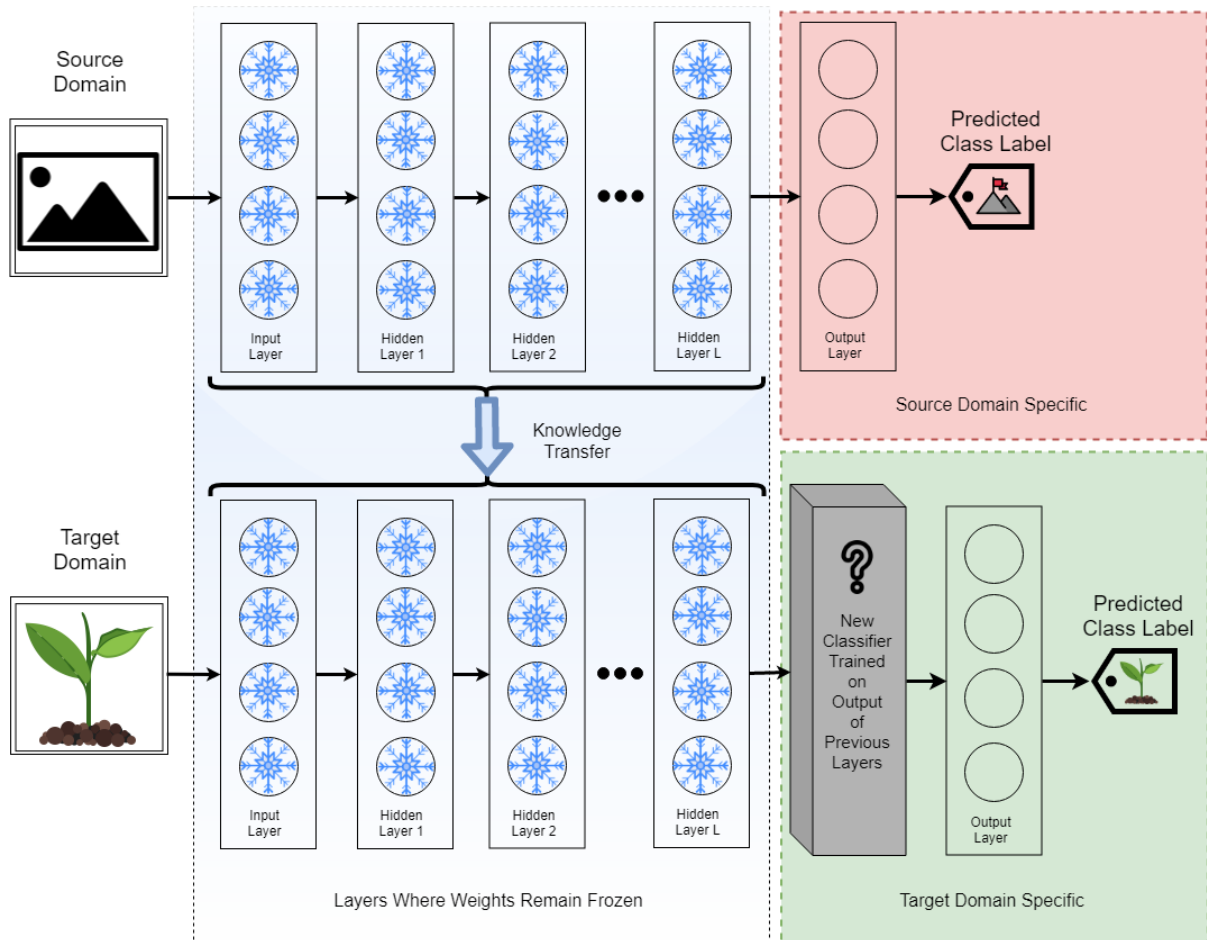 Source
Domain
Input
Layer
Hidden
Layer 1
Hidden
Layer 2
Hidden
Layer L
Output
Layer
Predicted
Class Label
Source Domain Specific
Knowledge
Transfer
Target
Domain
Input
Layer
Hidden
Layer 1
Hidden
Layer 2
Hidden
Layer L
?
New
Classifier
Trained
on
Output
of
Previous
Layers
Output
Layer
Predicted
Class Label
Layers Where Weights Remain Frozen
Target Domain Specific